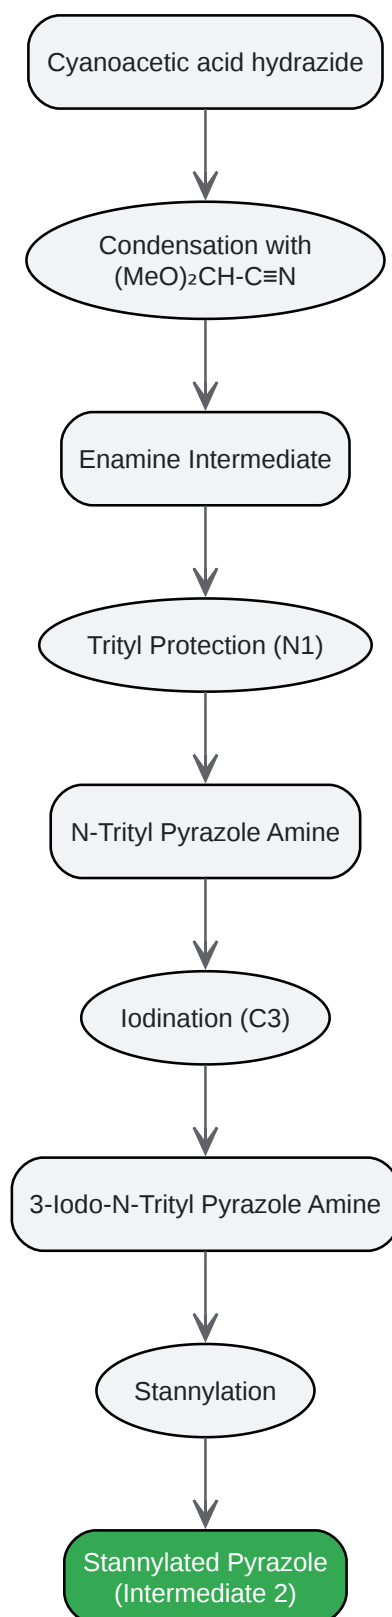 Cyanoacetic acid hydrazide
Condensation with
(MeO)₂CH-C≡N
Enamine Intermediate
Trityl Protection (N1)
N-Trityl Pyrazole Amine
Iodination (C3)
3-Iodo-N-Trityl Pyrazole Amine
Stannylation
Stannylated Pyrazole
(Intermediate 2)